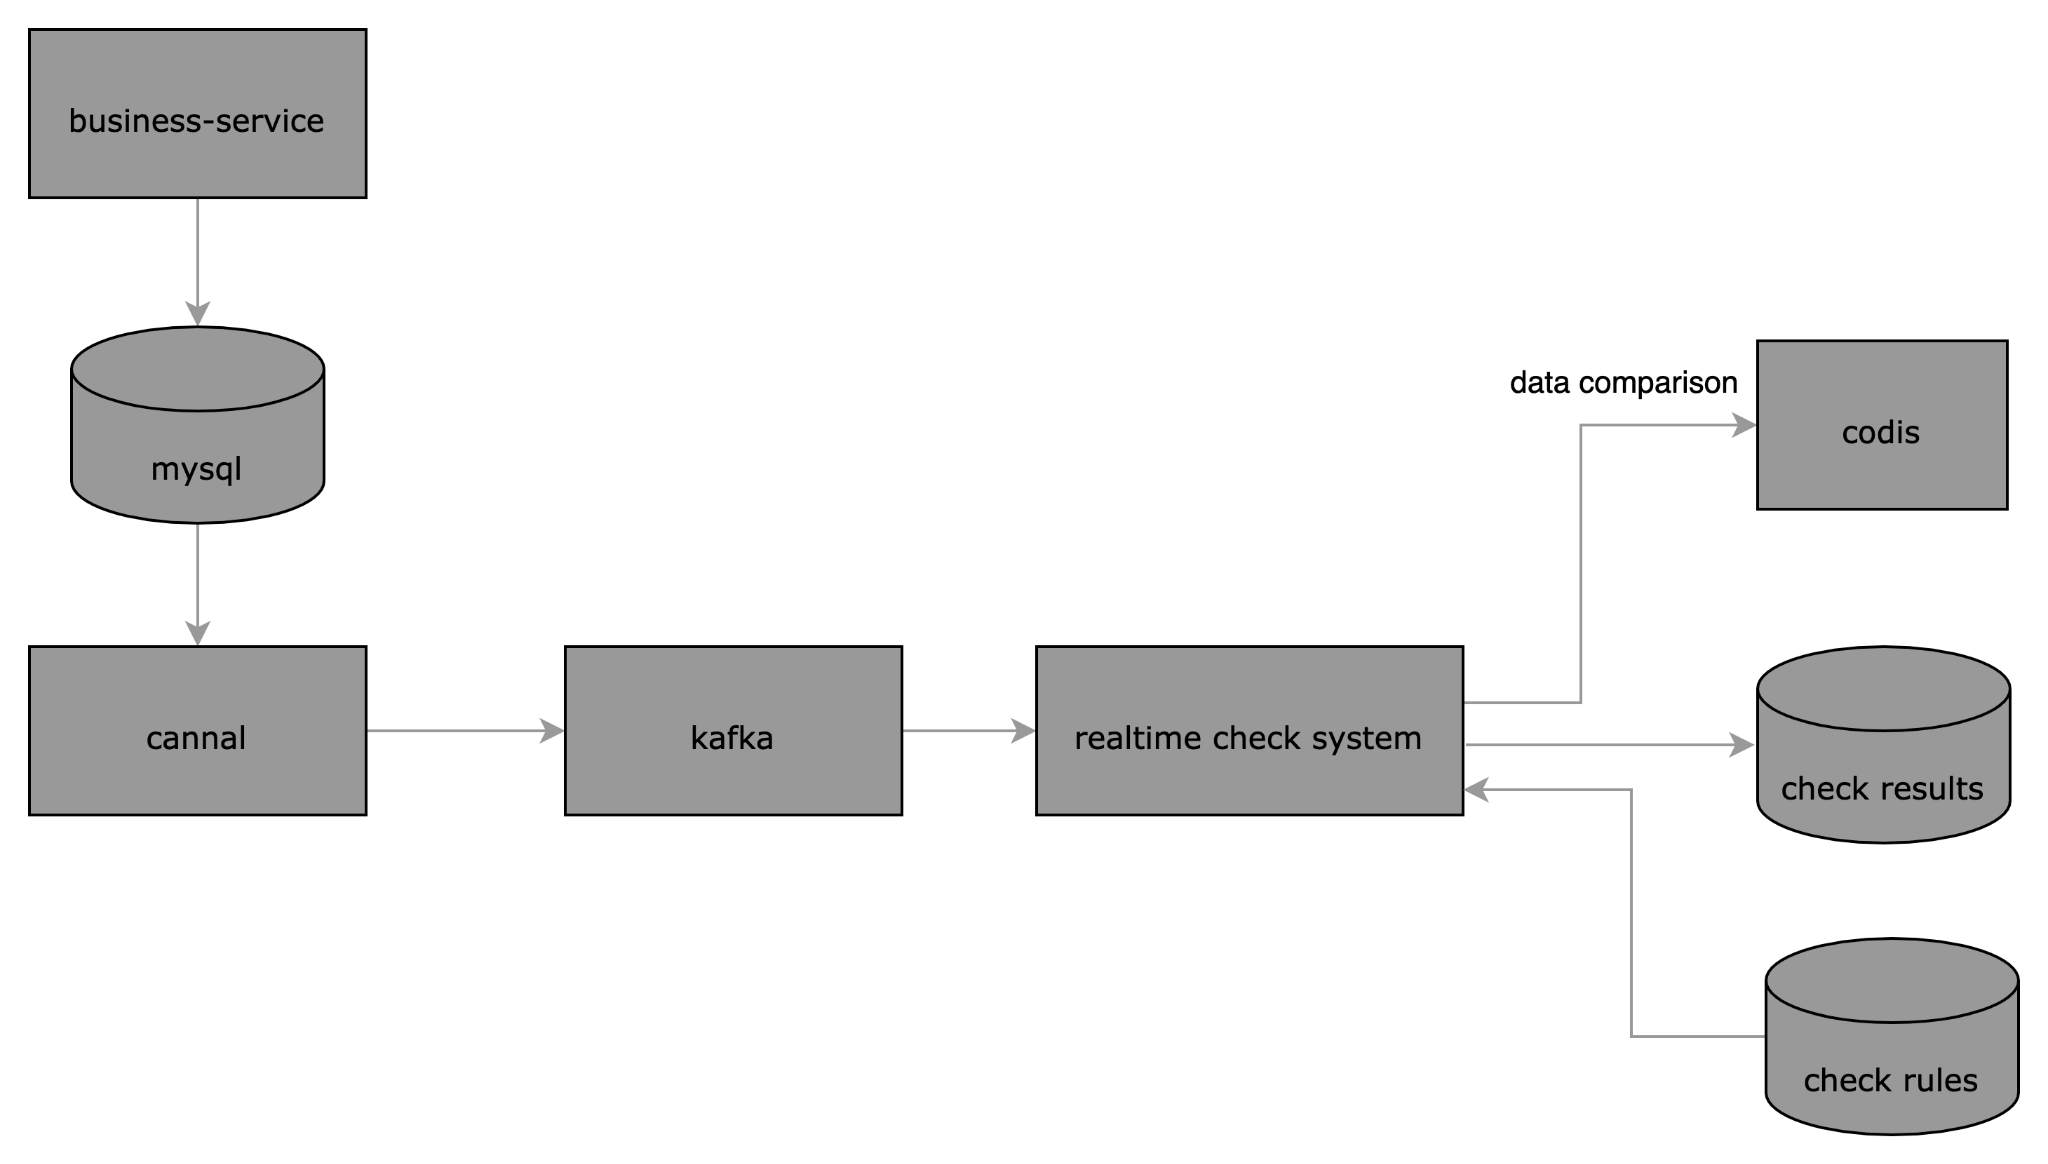 business-service
mysql
data comparison
codis
cannal
kafka
realtime check system
check results
check rules